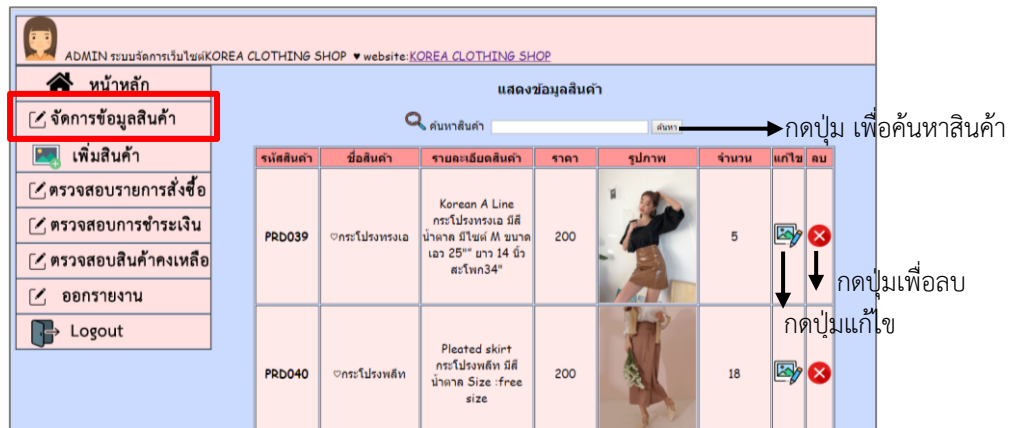 ADMIN ระบบจัดการเว็บไซต์KOREA CLOTHING SHOP ♥ website:KOREA CLOTHING SHOP
หน้าหลัก
จัดการข้อมูลสินค้า
เพิ่มสินค้า
ตรวจสอบรายการสั่งซื้อ
ตรวจสอบการชำระเงิน
ตรวจสอบสินค้าคงเหลือ
ออกรายงาน
Logout
แสดงข้อมูลสินค้า
ค้นหาสินค้า ค้นหา
กดปุ่ม เพื่อค้นหาสินค้า
รหัสสินค้า ชื่อสินค้า รายละเอียดสินค้า ราคา รูปภาพ จำนวน แก้ไข ลบ
Korean A Line
กระโปรงทรงเอ มีสี
PRD039 ♡กระโปรงทรงเอ น้ำตาล มีไซต์ M ขนาด 200 5
เอว 25"" ยาว 14 นิ้ว
สะโพก34"
กดปุ่มเพื่อลบ
กดปุ่มแก้ไข
Pleated skirt
กระโปรงพลีท มีสี
PRD040 ♡กระโปรงพลีท น้ำตาล Size :free 200 18
size